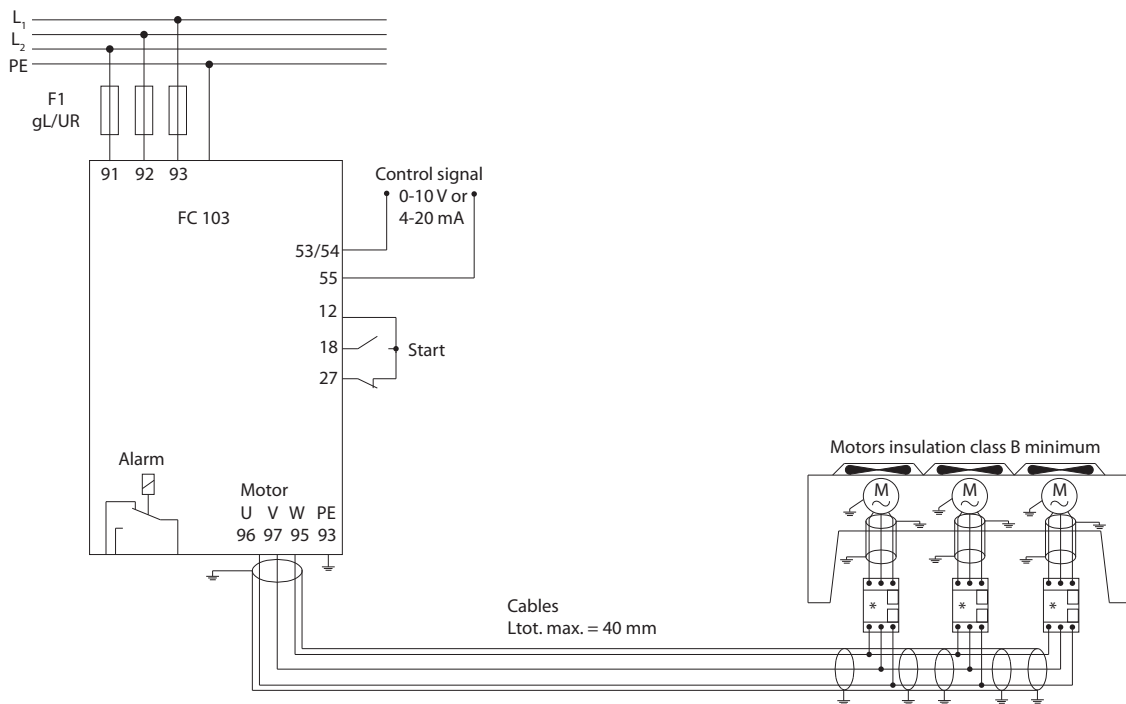 L1
L2
PE
F1
gL/UR
91 92 93
FC 103
Control signal
0-10 V or
4-20 mA
53/54
55
12
18
27
Start
Alarm
Motor
U V W PE
96 97 95 93
Cables
Ltot. max. = 40 mm
Motors insulation class B minimum
M M M
* * *